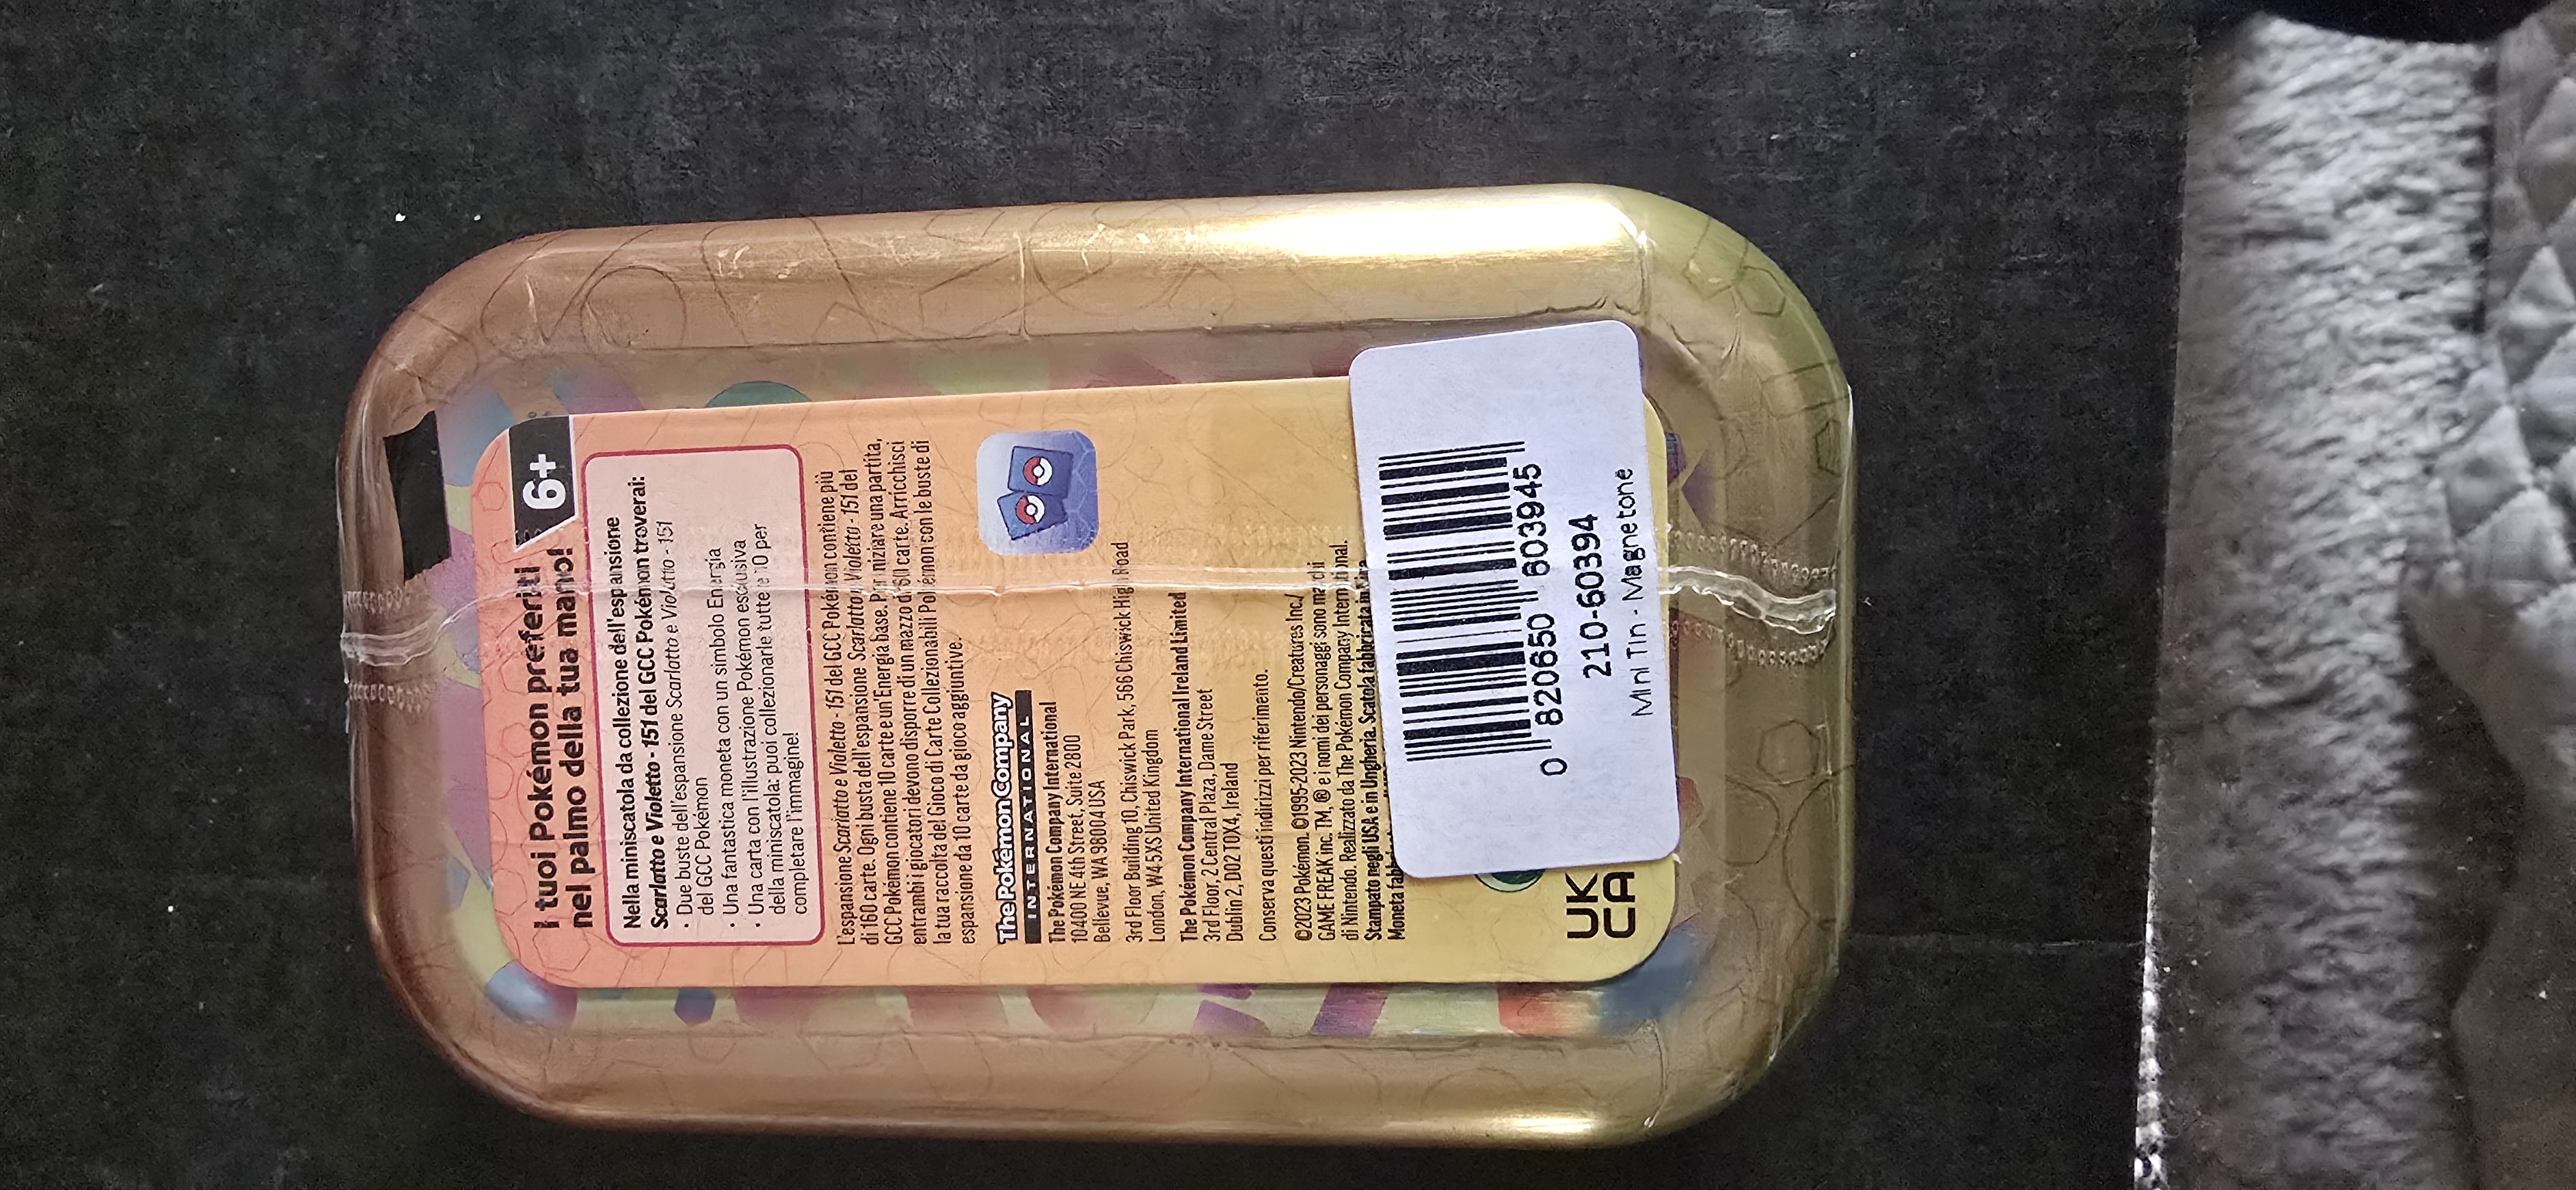 I tuoi Pokémon preferiti
nel palmo della tua mano!
6+
Nella miniscatola da collezione dell'espansione
Scarlatto e Violetto - 151 del GCC Pokémon troverai:
· Due buste dell'espansione Scarlatto e Violetto - 151
del GCC Pokémon
· Una fantastica moneta con un simbolo Energia
· Una carta con l'illustrazione Pokémon esclusiva
della miniscatola: puoi collezionarle tutte e 10 per
completare l'immagine!
L'espansione Scarlatto e Violetto - 151 del GCC Pokémon contiene più
di 160 carte. Ogni busta dell'espansione Scarlatto e Violetto - 151 del
GCC Pokémon contiene 10 carte e un'Energia base. Per iniziare una partita,
entrambi i giocatori devono disporre di un mazzo di 60 carte. Arricchisci
la tua raccolta del Gioco di Carte Collezionabili Pokémon con le buste di
espansione da 10 carte da gioco aggiuntive.
The Pokémon Company
INTERNATIONAL
The Pokémon Company International
10400 NE 4th Street, Suite 2800
Bellevue, WA 98004 USA
3rd Floor Building 10, Chiswick Park, 566 Chiswick High Road
London, W4 5XS United Kingdom
The Pokémon Company International Ireland Limited
3rd Floor, 2 Central Plaza, Dame Street
Dublin 2, D02 T0X4, Ireland
Conserva questi indirizzi per riferimento.
©2023 Pokémon. ©1995-2023 Nintendo/Creatures Inc./
GAME FREAK inc. TM, ® e i nomi dei personaggi sono marchi
di Nintendo. Realizzato da The Pokémon Company International.
Stampato negli USA e in Ungheria. Scatola fabbricata in
Moneta
UK
CA
0 820650 603945
210-60394
Mini Tin - Magnetone